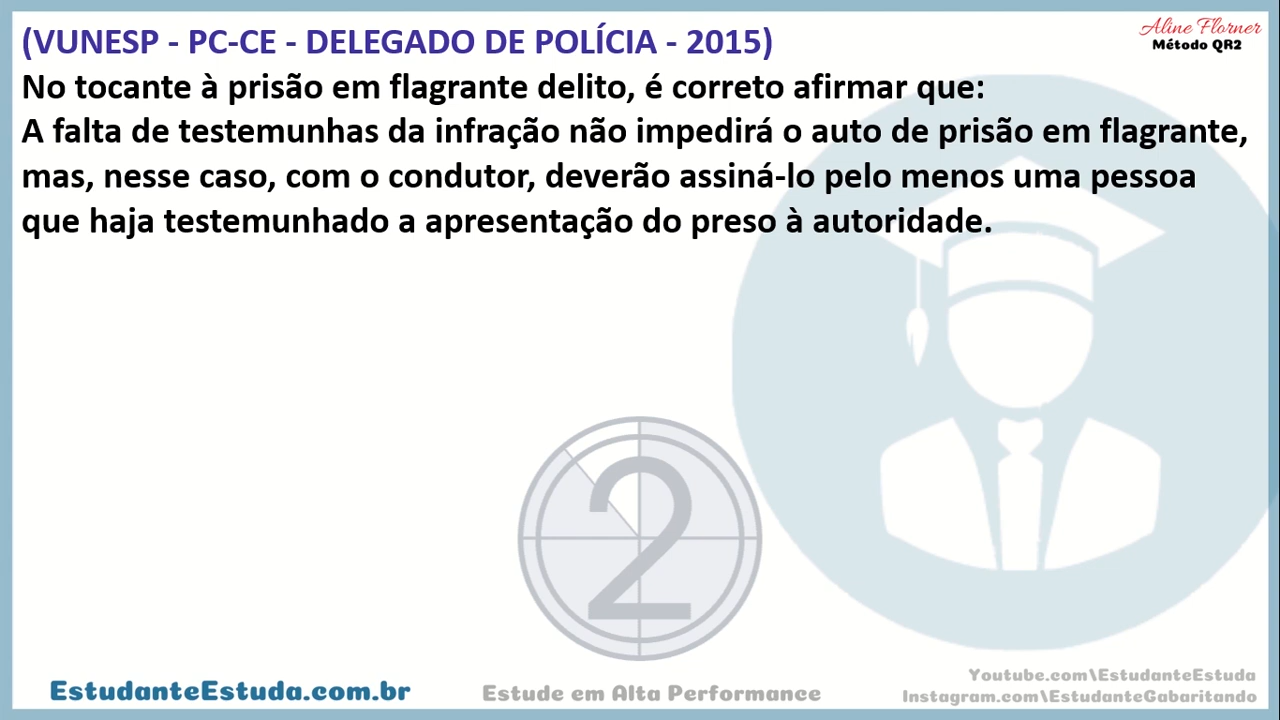 Aline Florner
Método QR2
(VUNESP - PC-CE - DELEGADO DE POLÍCIA - 2015)
No tocante à prisão em flagrante delito, é correto afirmar que:
A falta de testemunhas da infração não impedirá o auto de prisão em flagrante,
mas, nesse caso, com o condutor, deverão assiná-lo pelo menos uma pessoa
que haja testemunhado a apresentação do preso à autoridade.
2
EstudanteEstuda.com.br
Estude em Alta Performance
Youtube.com\EstudanteEstuda
Instagram.com\EstudanteGabaritando